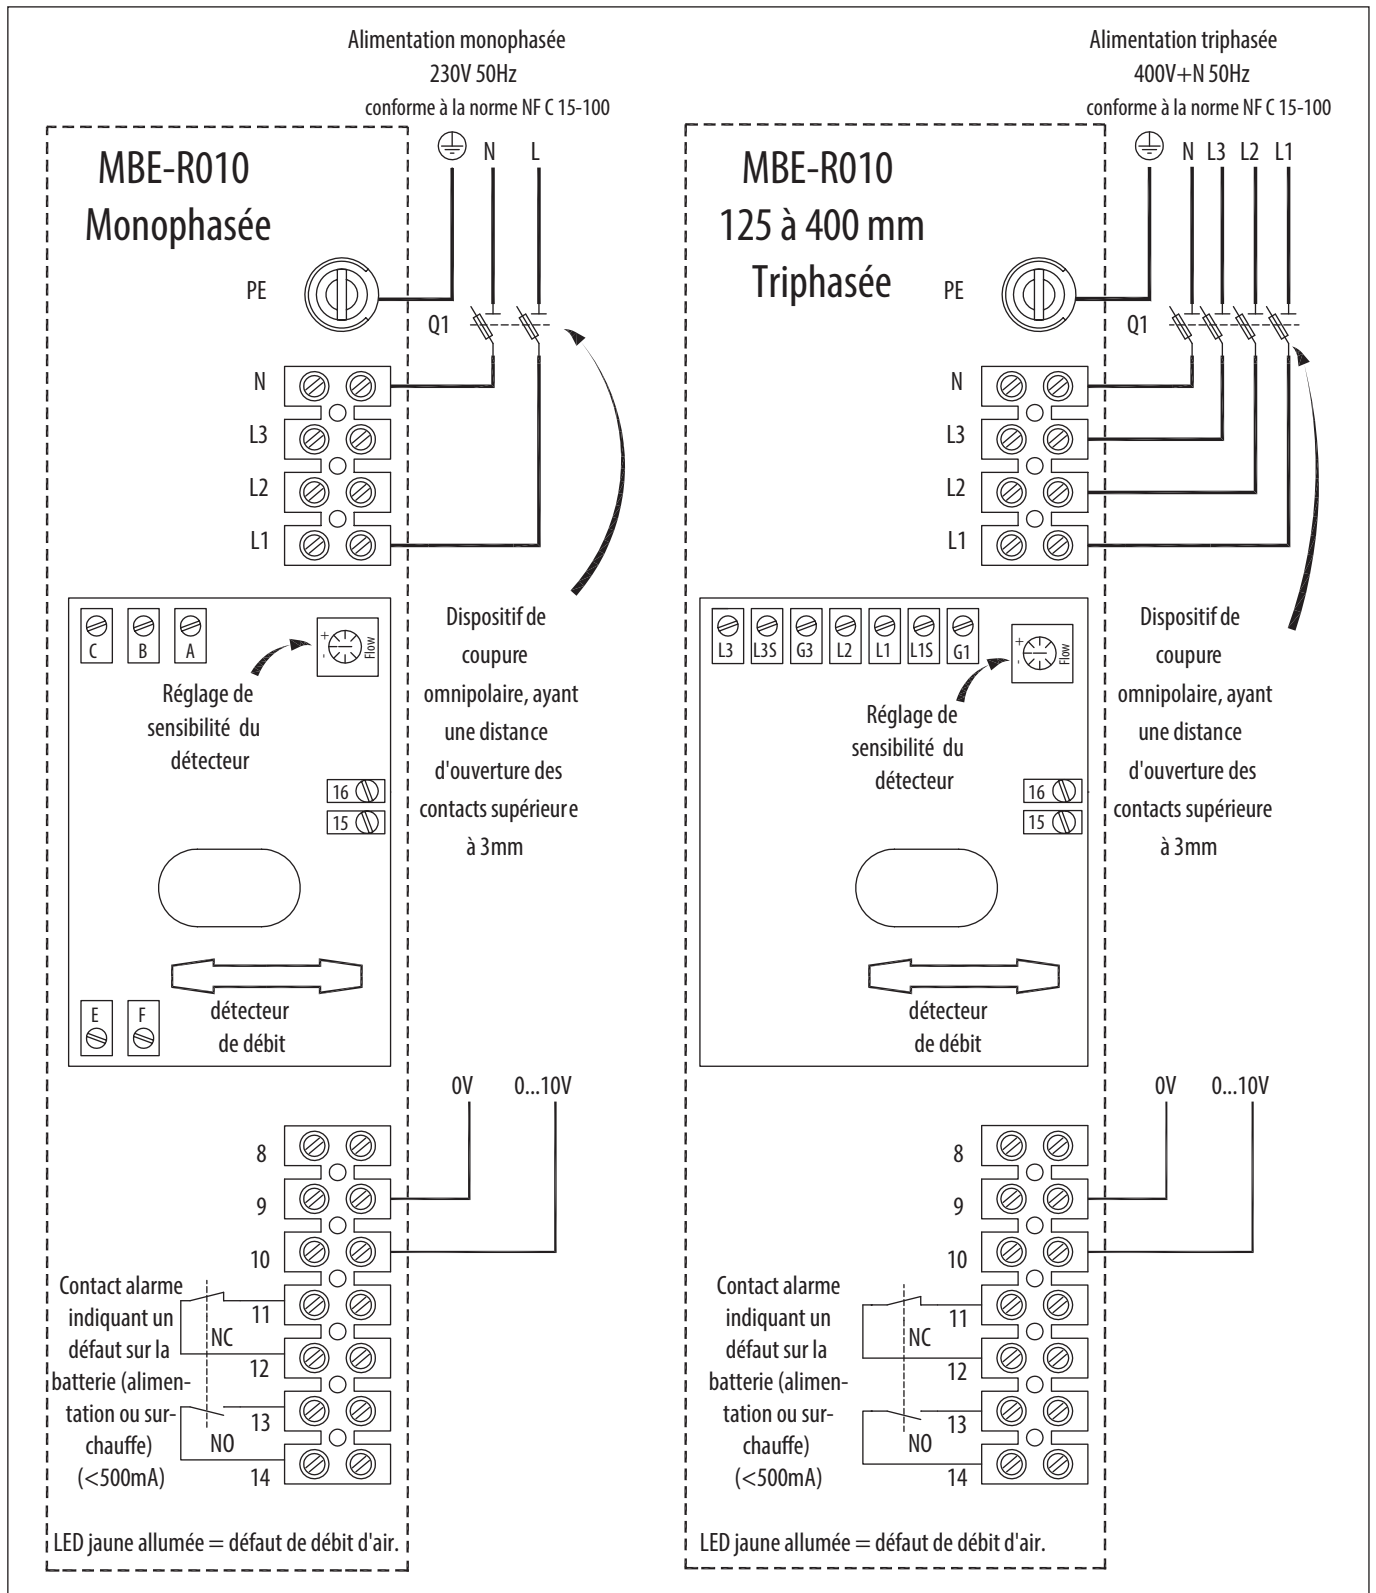 Alimentation monophasée
230V 50Hz
conforme à la norme NF C 15-100
MBE-R010
Monophasée
N L
PE
Q1
N
L3
L2
L1
C B A
+
-
Flow
Réglage de
sensibilité du
détecteur
16
15
Dispositif de
coupure
omnipolaire, ayant
une distance
d'ouverture des
contacts supérieure
à 3mm
E F
détecteur
de débit
0V 0...10V
8
9
10
11
NC
12
13
NO
14
Contact alarme
indiquant un
défaut sur la
batterie (alimen-
tation ou sur-
chauffe)
(<500mA)
LED jaune allumée = défaut de débit d'air.
Alimentation triphasée
400V+N 50Hz
conforme à la norme NF C 15-100
MBE-R010
125 à 400 mm
Triphasée
N L3 L2 L1
PE
Q1
N
L3
L2
L1
L3 L3S G3 L2 L1 L1S G1
+
-
Flow
Réglage de
sensibilité du
détecteur
16
15
Dispositif de
coupure
omnipolaire, ayant
une distance
d'ouverture des
contacts supérieure
à 3mm
détecteur
de débit
0V 0...10V
8
9
10
11
NC
12
13
NO
14
Contact alarme
indiquant un
défaut sur la
batterie (alimen-
tation ou sur-
chauffe)
(<500mA)
LED jaune allumée = défaut de débit d'air.